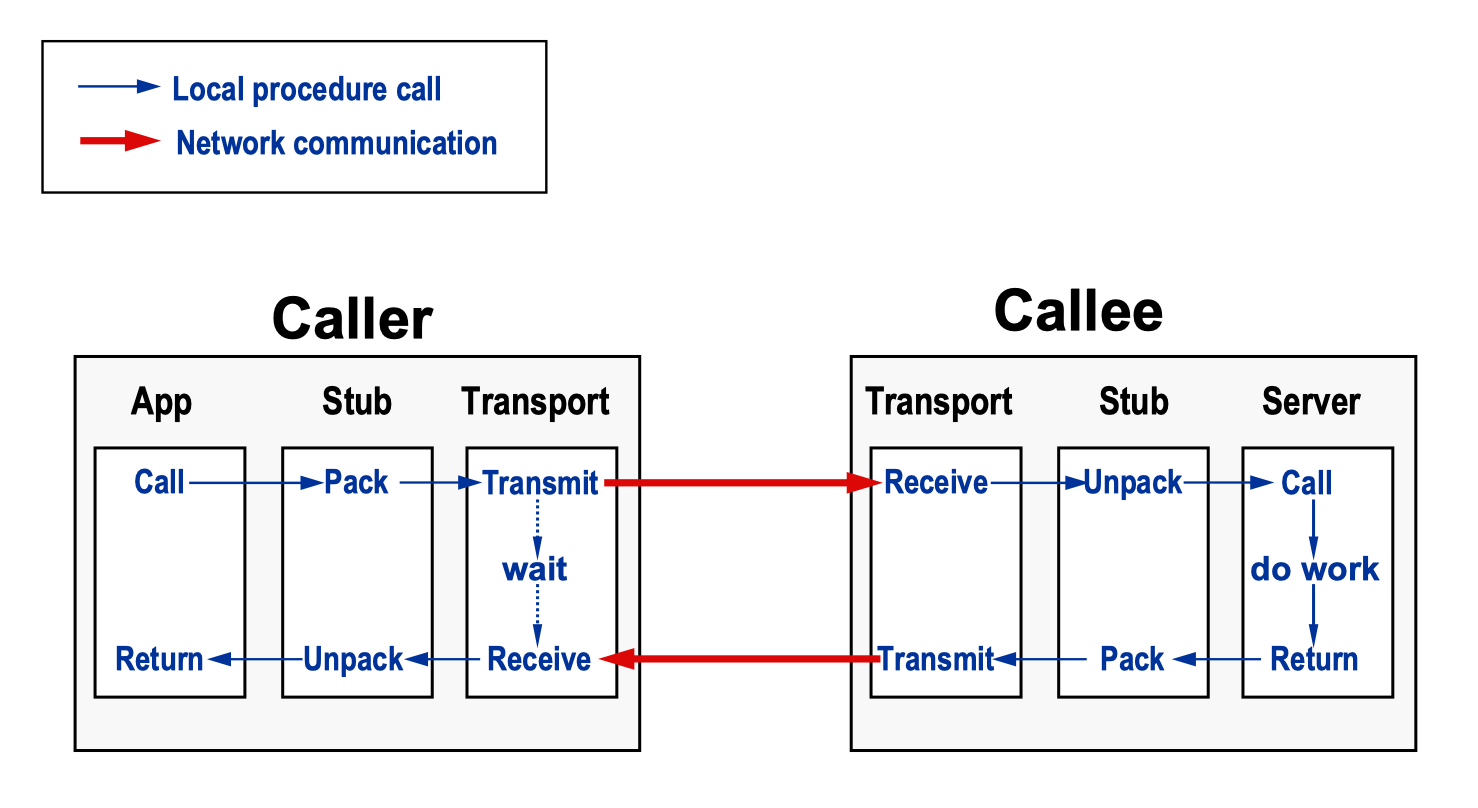 Local procedure call
Network communication
Caller
Callee
App Stub Transport
Transport Stub Server
Call Pack Transmit
Receive Unpack Call
wait
do work
Return Unpack Receive
Transmit Pack Return